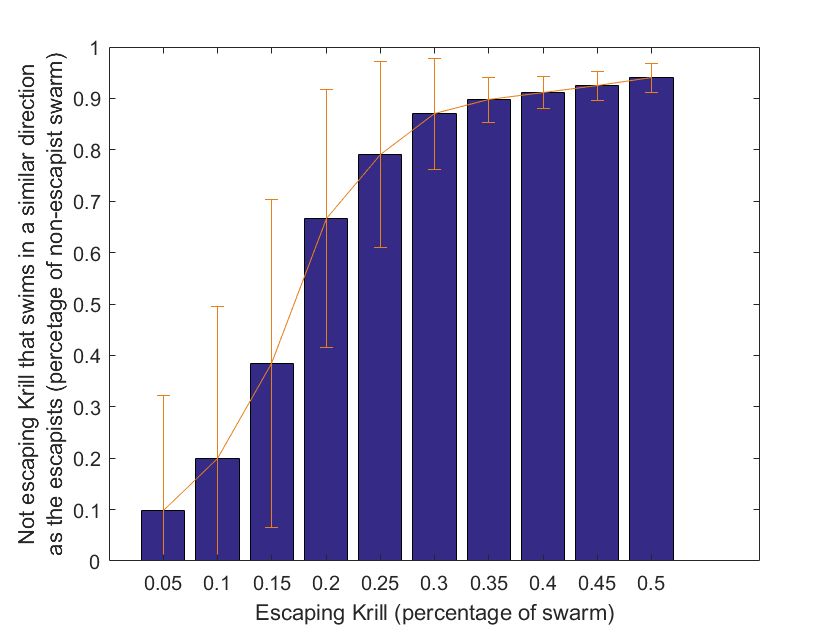 Not escaping Krill that swims in a similar direction
as the escapists (percetage of non-escapist swarm)
1
0.9
0.8
0.7
0.6
0.5
0.4
0.3
0.2
0.1
0
0.05 0.1 0.15 0.2 0.25 0.3 0.35 0.4 0.45 0.5
Escaping Krill (percentage of swarm)